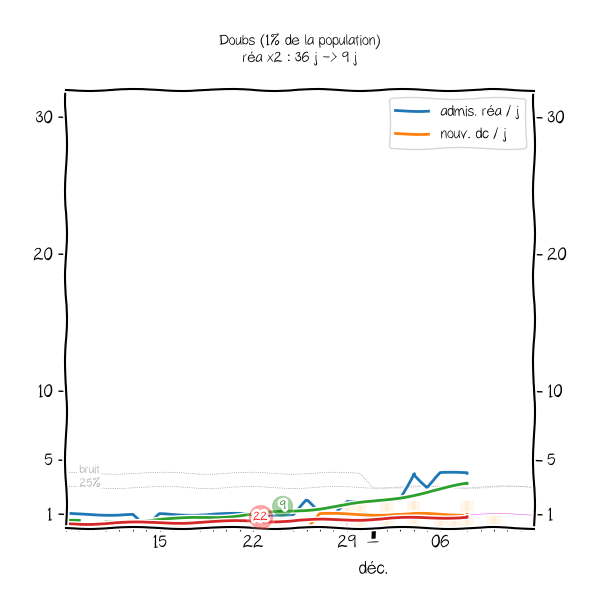 Doubs (1% de la population)
réa x2 : 36 j -> 9 j
admis. réa / j
nouv. dc / j
30
30
20
20
10
10
5
5
bruit
25%
9
22
1
1
15
22
29
06
déc.